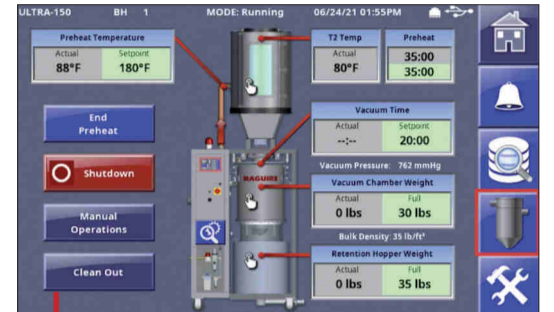 ULTRA-150 BH 1 MODE: Running 06/24/21 01:55PM
Preheat Temperature
Actual Setpoint
88°F 180°F
T2 Temp
Actual
80°F
Preheat
35:00
35:00
End
Preheat
Shutdown
Manual
Operations
Clean Out
MAGUIRE
Vacuum Time
Actual Setpoint
--:-- 20:00
Vacuum Pressure: 762 mmHg
Vacuum Chamber Weight
Actual Full
0 lbs 30 lbs
Bulk Density: 35 lb/ft³
Retention Hopper Weight
Actual Full
0 lbs 35 lbs